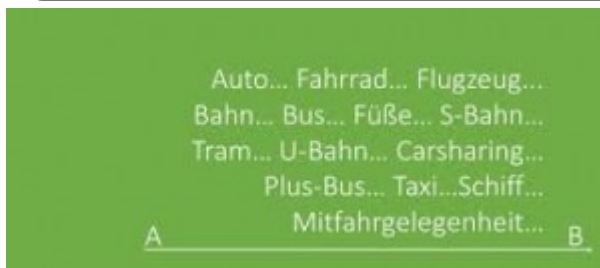 Auto... Fahrrad... Flugzeug...
Bahn... Bus... Füße... S-Bahn...
Tram... U-Bahn... Carsharing...
Plus-Bus... Taxi...Schiff...
Mitfahrgelegenheit...
A B